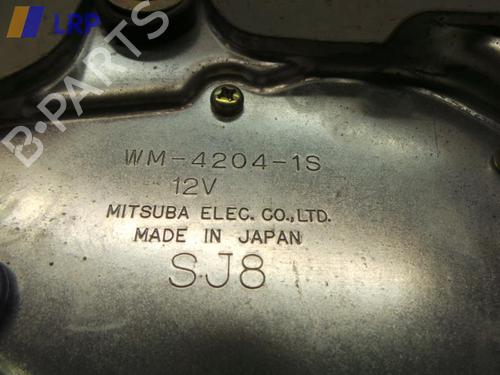 LRP
B-PARTS
WM-4204-1S
12V
MITSUBA ELEC. CO.,LTD.
MADE IN JAPAN
SJ8